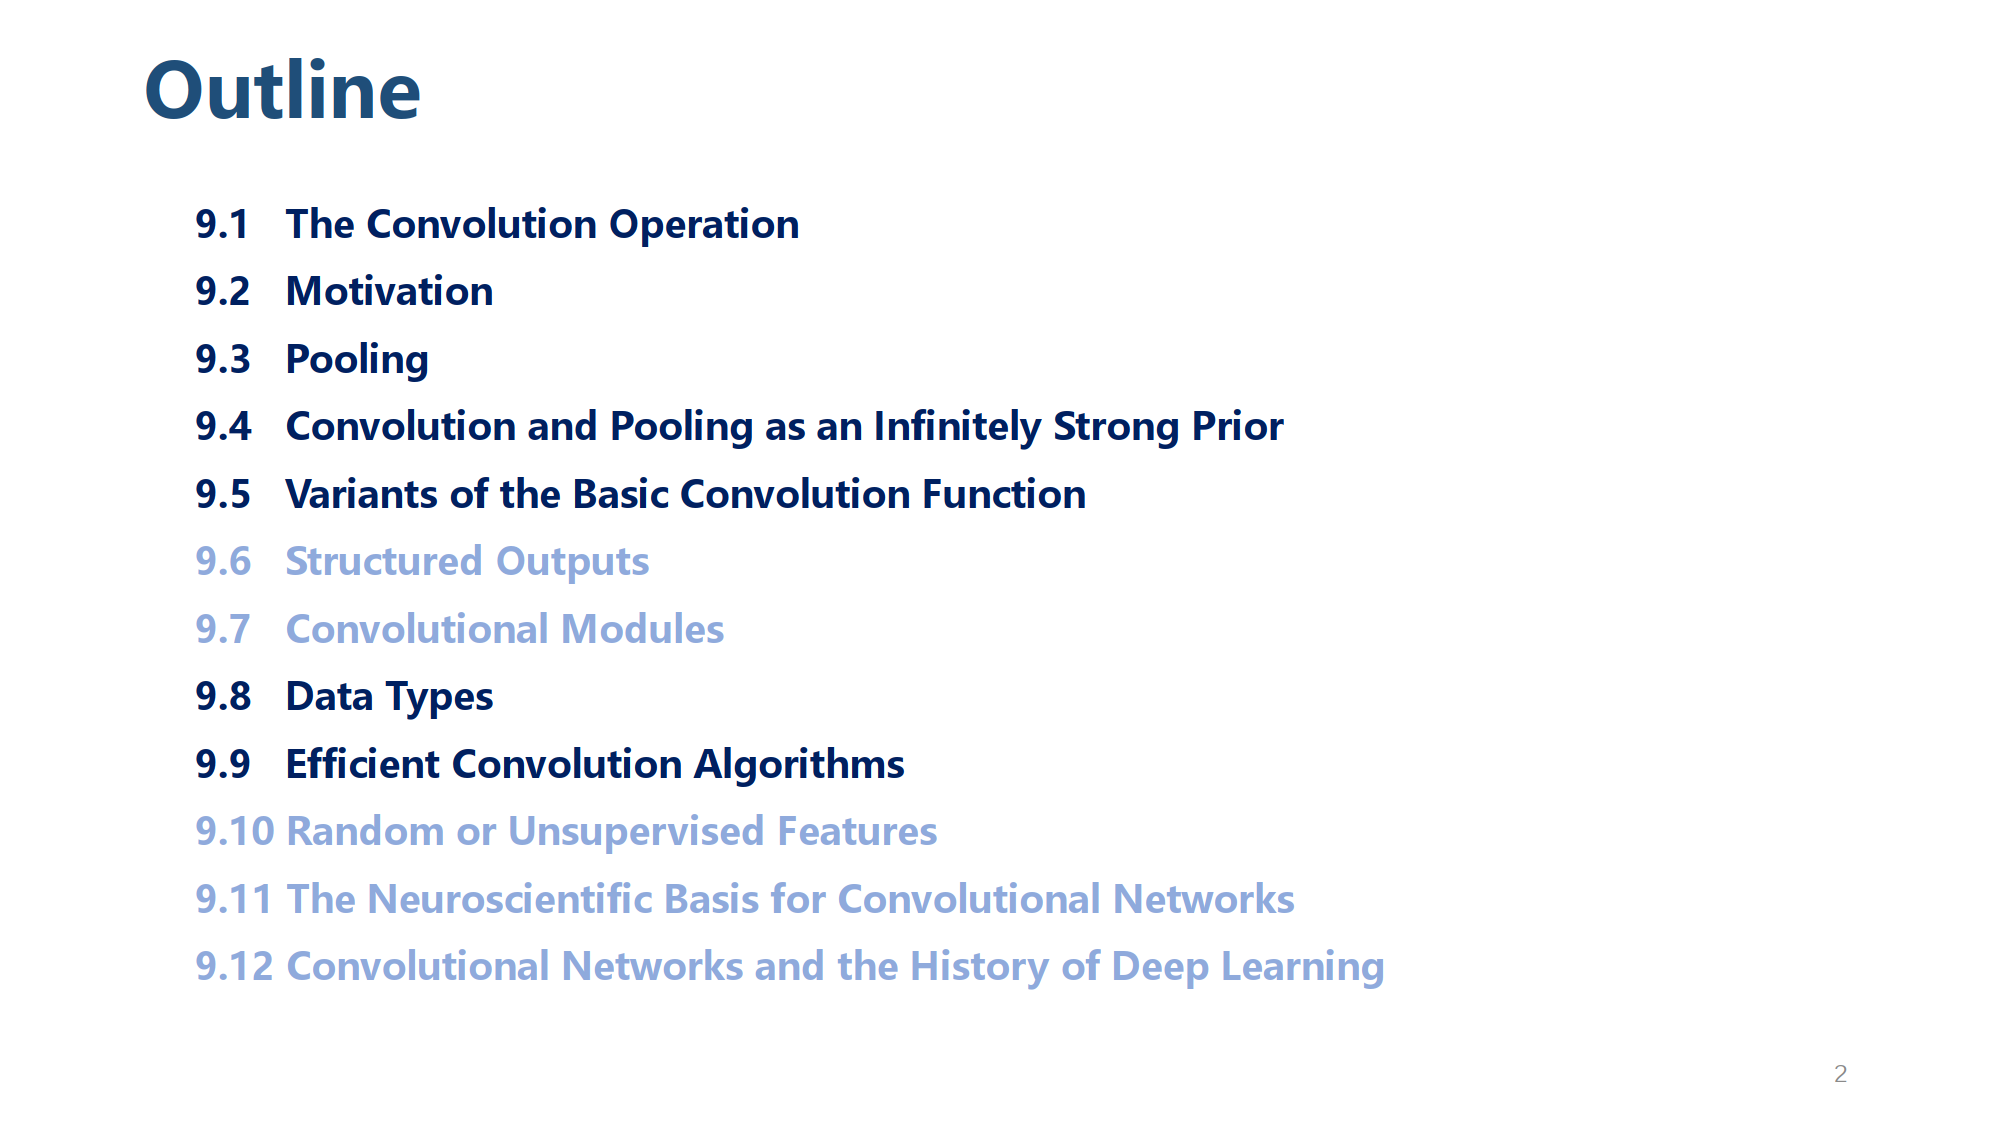 Outline
9.1 The Convolution Operation
9.2 Motivation
9.3 Pooling
9.4 Convolution and Pooling as an Infinitely Strong Prior
9.5 Variants of the Basic Convolution Function
9.6 Structured Outputs
9.7 Convolutional Modules
9.8 Data Types
9.9 Efficient Convolution Algorithms
9.10 Random or Unsupervised Features
9.11 The Neuroscientific Basis for Convolutional Networks
9.12 Convolutional Networks and the History of Deep Learning
2